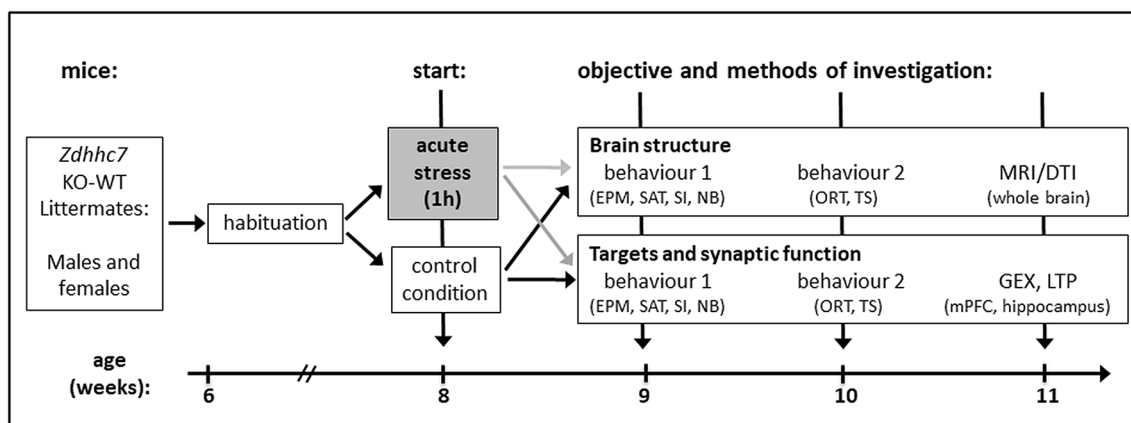 mice:
start:
objective and methods of investigation:
Zdhhc7
KO-WT
Littermates:
Males and
females
habituation
acute
stress
(1h)
control
condition
Brain structure
behaviour 1
(EPM, SAT, SI, NB)
behaviour 2
(ORT, TS)
MRI/DTI
(whole brain)
Targets and synaptic function
behaviour 1
(EPM, SAT, SI, NB)
behaviour 2
(ORT, TS)
GEX, LTP
(mPFC, hippocampus)
age
(weeks):
6
8
9
10
11